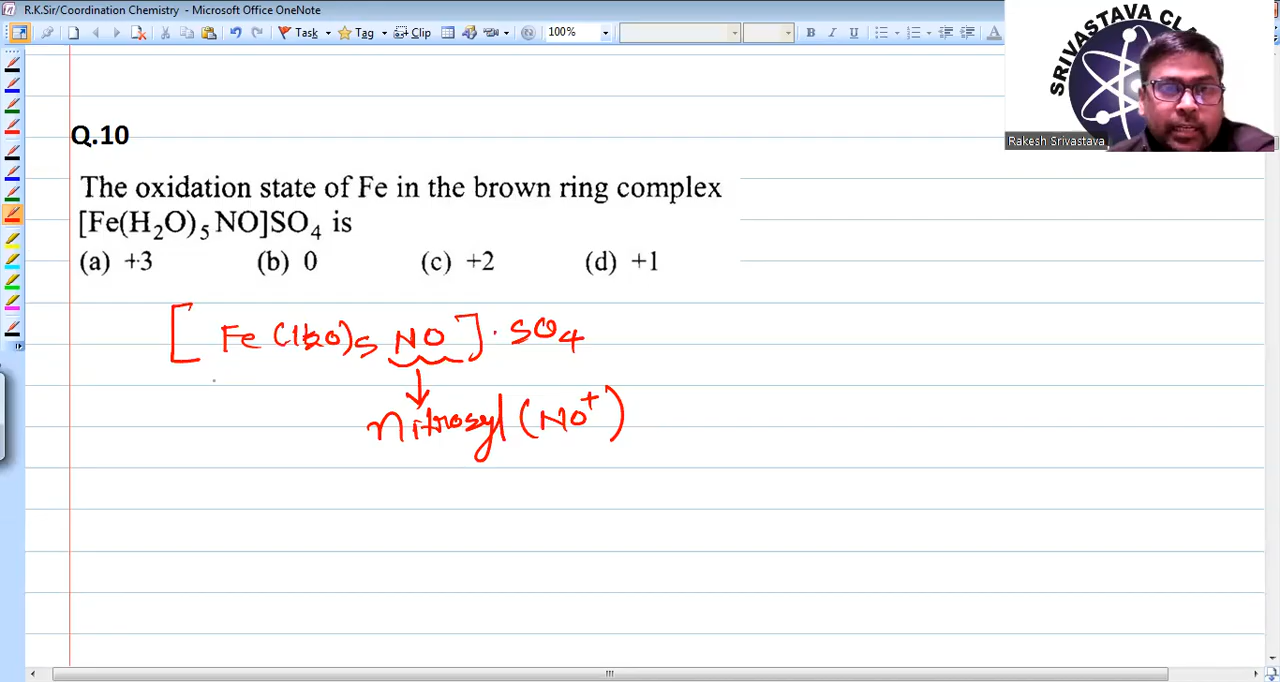 R.K.Sir/Coordination Chemistry - Microsoft Office OneNote
Task Tag Clip 100% B I U A
SRIVASTAVA CL
Rakesh Srivastava
Q.10
The oxidation state of Fe in the brown ring complex
[Fe(H₂O)₅ NO]SO₄ is
(a) +3 (b) 0 (c) +2 (d) +1
[Fe(H₂O)₅ NO]·SO₄
nitrosyl (NO⁺)